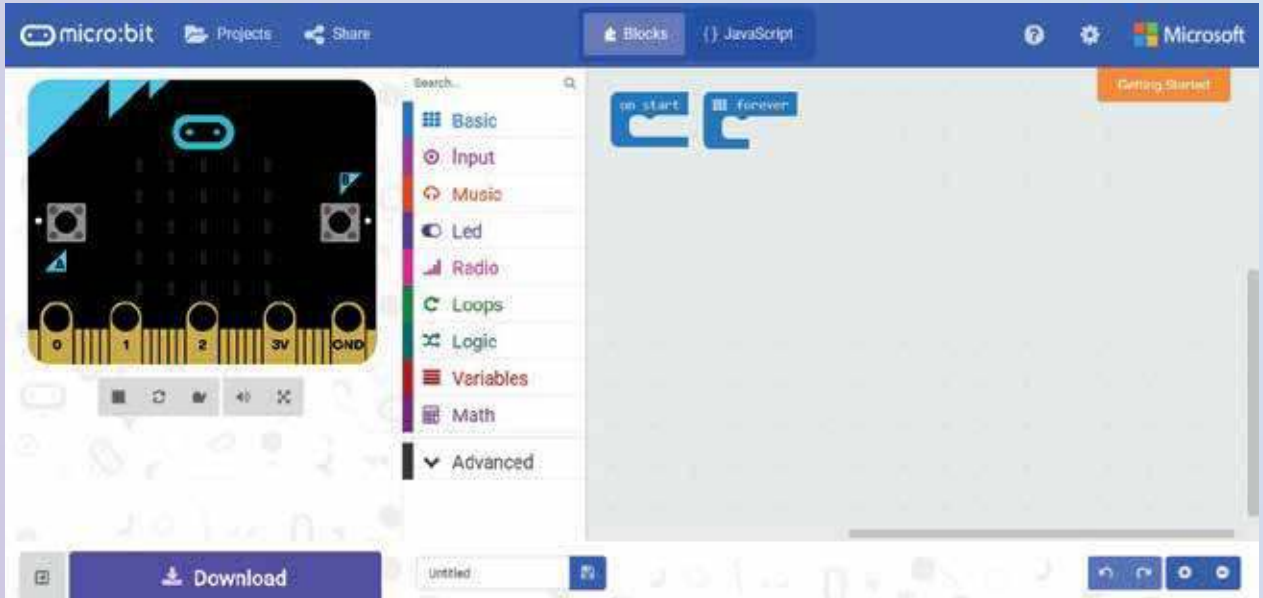 micro:bit Projects Share Blocks {} JavaScript Microsoft
Getting Started
Search...
on start forever
Basic
Input
Music
Led
Radio
Loops
Logic
Variables
Math
Advanced
B
A
0 1 2 3V GND
Download Untitled